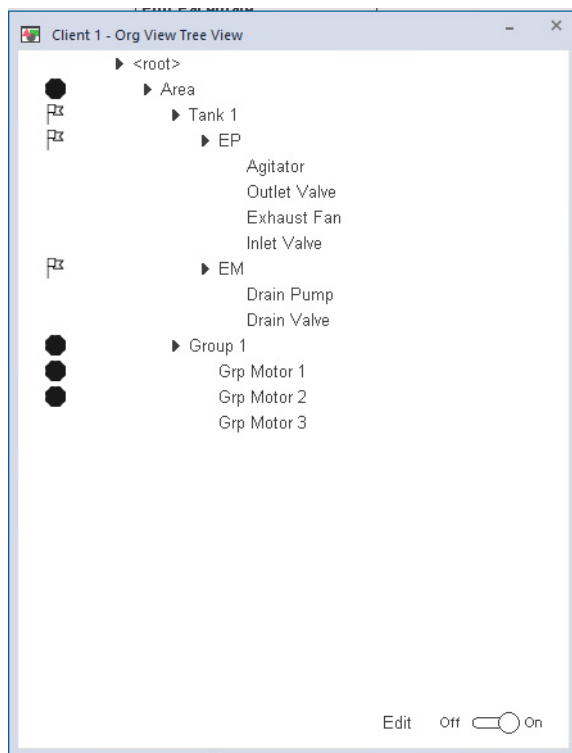 Client 1 - Org View Tree View
<root>
Area
Tank 1
EP
Agitator
Outlet Valve
Exhaust Fan
Inlet Valve
EM
Drain Pump
Drain Valve
Group 1
Grp Motor 1
Grp Motor 2
Grp Motor 3
Edit Off On